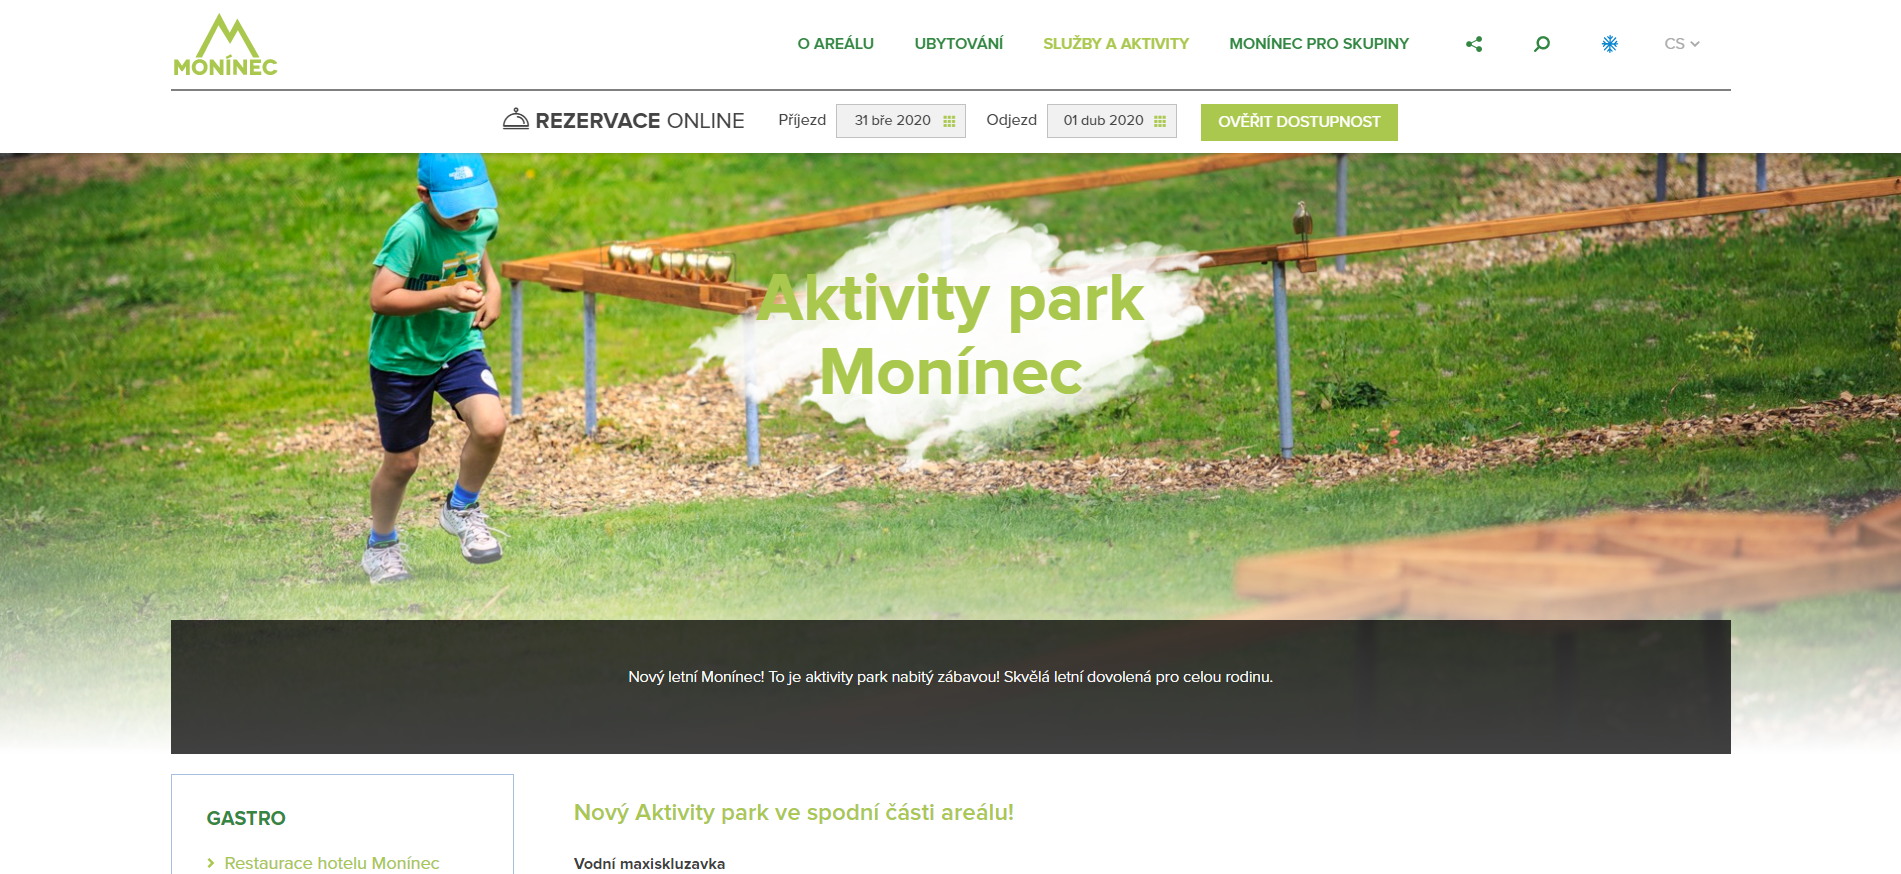 MONÍNEC
O AREÁLU UBYTOVÁNÍ SLUŽBY A AKTIVITY MONÍNEC PRO SKUPINY CS
REZERVACE ONLINE Příjezd 31 bře 2020 Odjezd 01 dub 2020 OVĚŘIT DOSTUPNOST
Aktivity park
Monínec
Nový letní Monínec! To je aktivity park nabitý zábavou! Skvělá letní dovolená pro celou rodinu.
GASTRO
Restaurace hotelu Monínec
Nový Aktivity park ve spodní části areálu!
Vodní maxiskluzavka